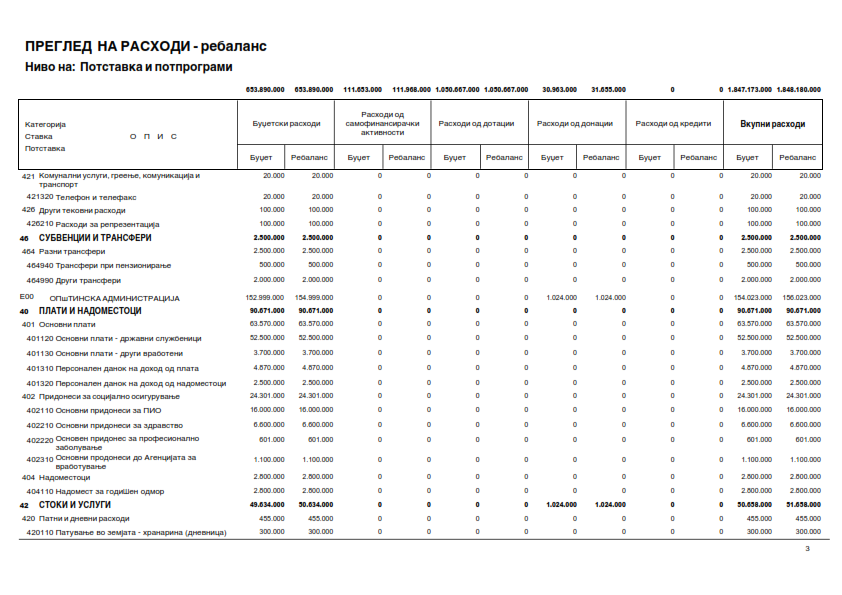 ПРЕГЛЕД НА РАСХОДИ - ребаланс
Ниво на: Потставка и потпрограми
653.890.000 653.890.000 111.653.000 111.968.000 1.050.667.000 1.050.667.000 30.963.000 31.655.000 0 0 1.847.173.000 1.848.180.000
Категорија
Ставка О П И С
Потставка
Буџетски расходи
Расходи од
самофинансирачки
активности
Расходи од дотации
Расходи од донации
Расходи од кредити
Вкупни расходи
Буџет Ребаланс Буџет Ребаланс Буџет Ребаланс Буџет Ребаланс Буџет Ребаланс Буџет Ребаланс
421 Комунални услуги, греење, комуникација и
транспорт 20.000 20.000 0 0 0 0 0 0 0 0 20.000 20.000
421320 Телефон и телефакс 20.000 20.000 0 0 0 0 0 0 0 0 20.000 20.000
426 Други тековни расходи 100.000 100.000 0 0 0 0 0 0 0 0 100.000 100.000
426210 Расходи за репрезентација 100.000 100.000 0 0 0 0 0 0 0 0 100.000 100.000
46 СУБВЕНЦИИ И ТРАНСФЕРИ 2.500.000 2.500.000 0 0 0 0 0 0 0 0 2.500.000 2.500.000
464 Разни трансфери 2.500.000 2.500.000 0 0 0 0 0 0 0 0 2.500.000 2.500.000
464940 Трансфери при пензионирање 500.000 500.000 0 0 0 0 0 0 0 0 500.000 500.000
464990 Други трансфери 2.000.000 2.000.000 0 0 0 0 0 0 0 0 2.000.000 2.000.000
E00 ОПшТИНСКА АДМИНИСТРАЦИЈА 152.999.000 154.999.000 0 0 0 0 1.024.000 1.024.000 0 0 154.023.000 156.023.000
40 ПЛАТИ И НАДОМЕСТОЦИ 90.671.000 90.671.000 0 0 0 0 0 0 0 0 90.671.000 90.671.000
401 Основни плати 63.570.000 63.570.000 0 0 0 0 0 0 0 0 63.570.000 63.570.000
401120 Основни плати - државни службеници 52.500.000 52.500.000 0 0 0 0 0 0 0 0 52.500.000 52.500.000
401130 Основни плати - други вработени 3.700.000 3.700.000 0 0 0 0 0 0 0 0 3.700.000 3.700.000
401310 Персонален данок на доход од плата 4.870.000 4.870.000 0 0 0 0 0 0 0 0 4.870.000 4.870.000
401320 Персонален данок на доход од надоместоци 2.500.000 2.500.000 0 0 0 0 0 0 0 0 2.500.000 2.500.000
402 Придонеси за социјално осигурување 24.301.000 24.301.000 0 0 0 0 0 0 0 0 24.301.000 24.301.000
402110 Основни придонеси за ПИО 16.000.000 16.000.000 0 0 0 0 0 0 0 0 16.000.000 16.000.000
402210 Основни придонеси за здравство 6.600.000 6.600.000 0 0 0 0 0 0 0 0 6.600.000 6.600.000
402220 Основен придонес за професионално
заболување 601.000 601.000 0 0 0 0 0 0 0 0 601.000 601.000
402310 Основни продонеси до Агенцијата за
вработување 1.100.000 1.100.000 0 0 0 0 0 0 0 0 1.100.000 1.100.000
404 Надоместоци 2.800.000 2.800.000 0 0 0 0 0 0 0 0 2.800.000 2.800.000
404110 Надомест за годиШен одмор 2.800.000 2.800.000 0 0 0 0 0 0 0 0 2.800.000 2.800.000
42 СТОКИ И УСЛУГИ 49.634.000 50.634.000 0 0 0 0 1.024.000 1.024.000 0 0 50.658.000 51.658.000
420 Патни и дневни расходи 455.000 455.000 0 0 0 0 0 0 0 0 455.000 455.000
420110 Патување во земјата - хранарина (дневница) 300.000 300.000 0 0 0 0 0 0 0 0 300.000 300.000
3